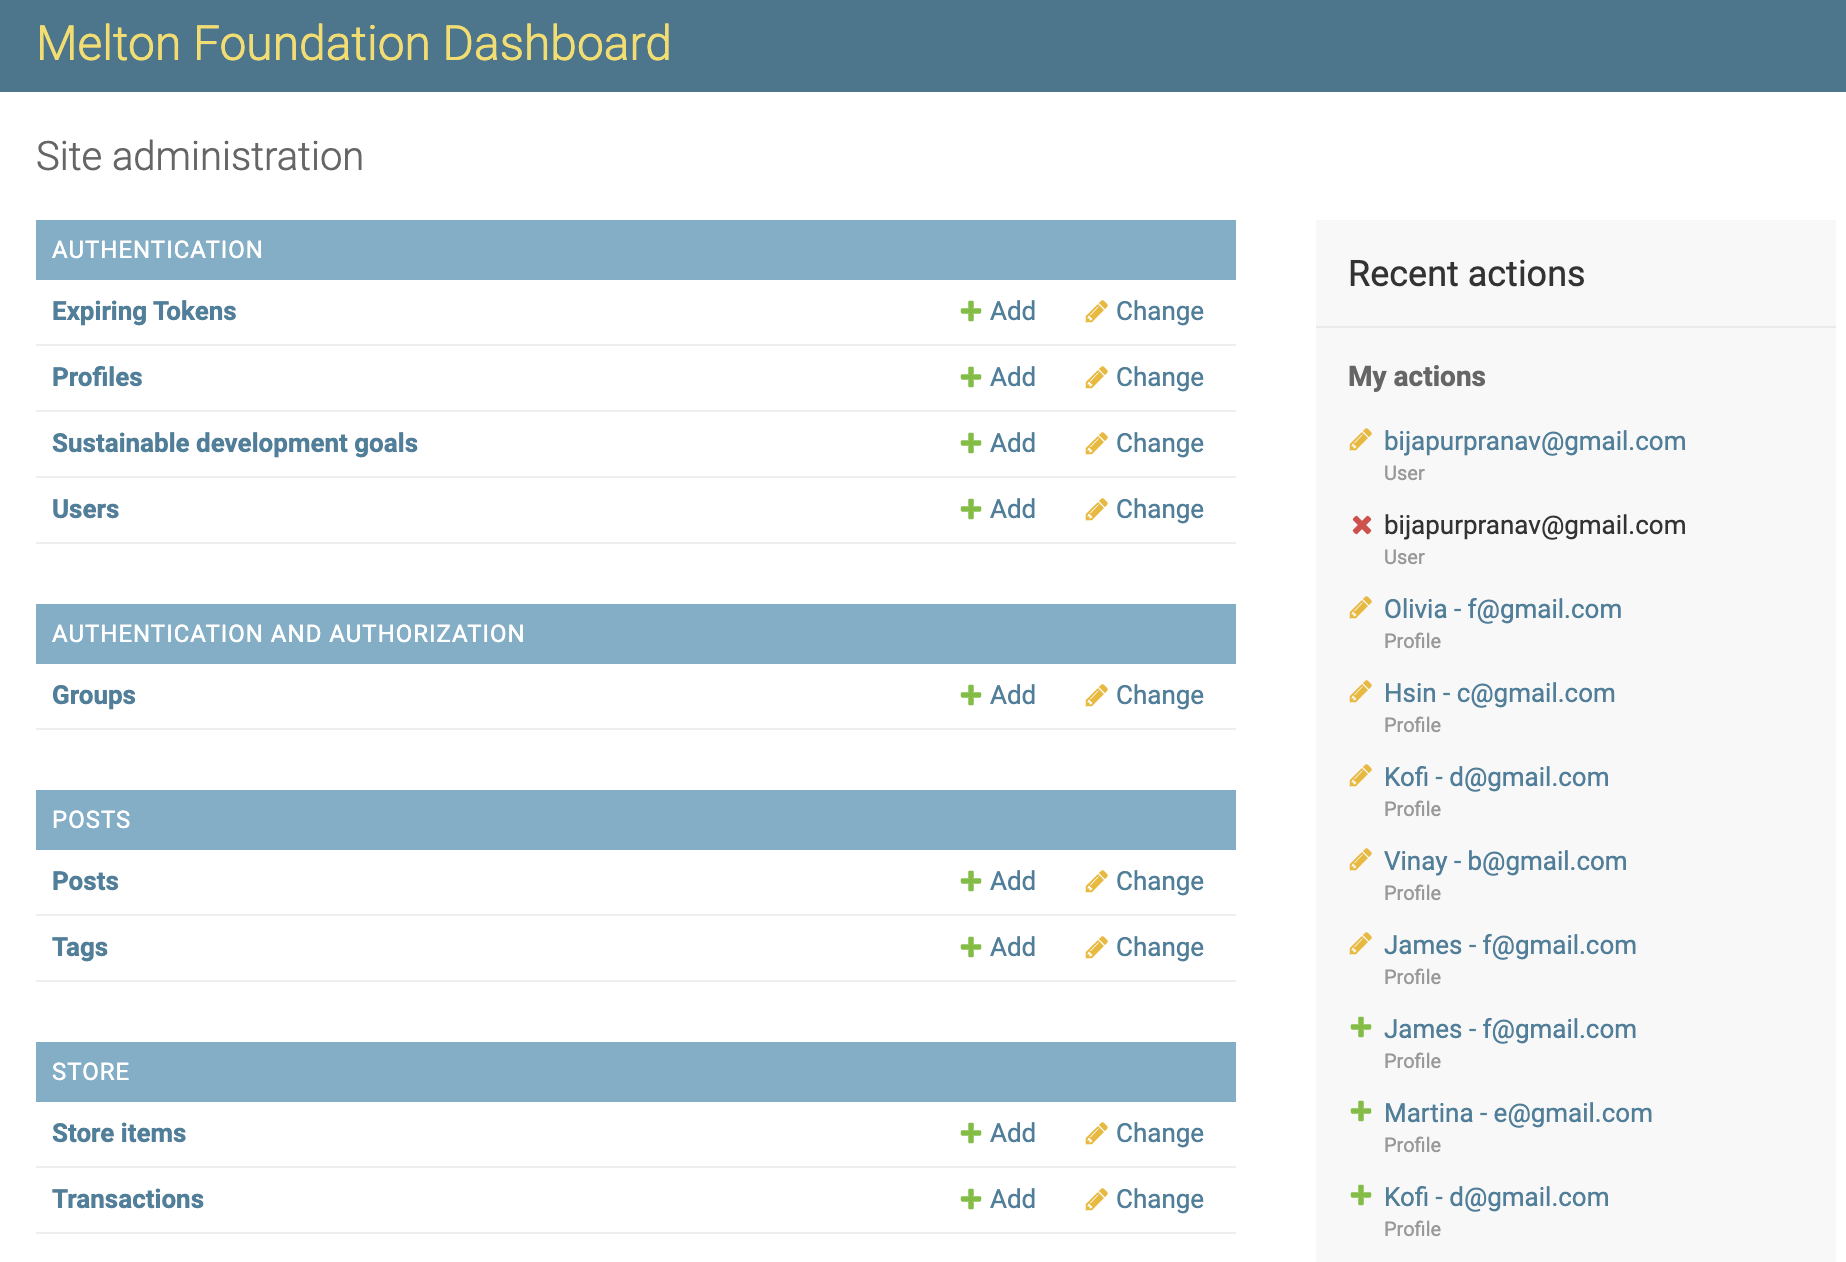 Melton Foundation Dashboard
Site administration
AUTHENTICATION
Expiring Tokens Add Change
Profiles Add Change
Sustainable development goals Add Change
Users Add Change
AUTHENTICATION AND AUTHORIZATION
Groups Add Change
POSTS
Posts Add Change
Tags Add Change
STORE
Store items Add Change
Transactions Add Change
Recent actions
My actions
bijapurpranav@gmail.com
User
bijapurpranav@gmail.com
User
Olivia - f@gmail.com
Profile
Hsin - c@gmail.com
Profile
Kofi - d@gmail.com
Profile
Vinay - b@gmail.com
Profile
James - f@gmail.com
Profile
James - f@gmail.com
Profile
Martina - e@gmail.com
Profile
Kofi - d@gmail.com
Profile